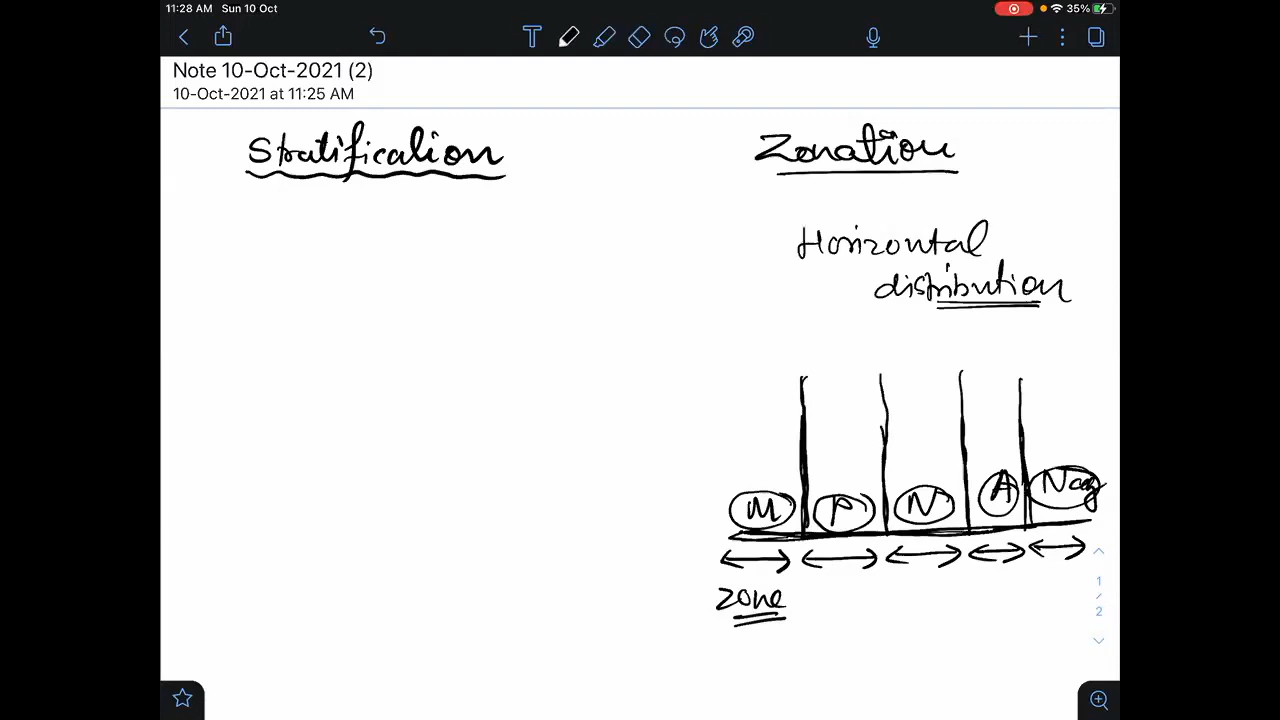 11:28 AM Sun 10 Oct
35%
T
Note 10-Oct-2021 (2)
10-Oct-2021 at 11:25 AM
Stratification
Zonation
Horizontal
distribution
M P N A Nag
zone
1
/
2